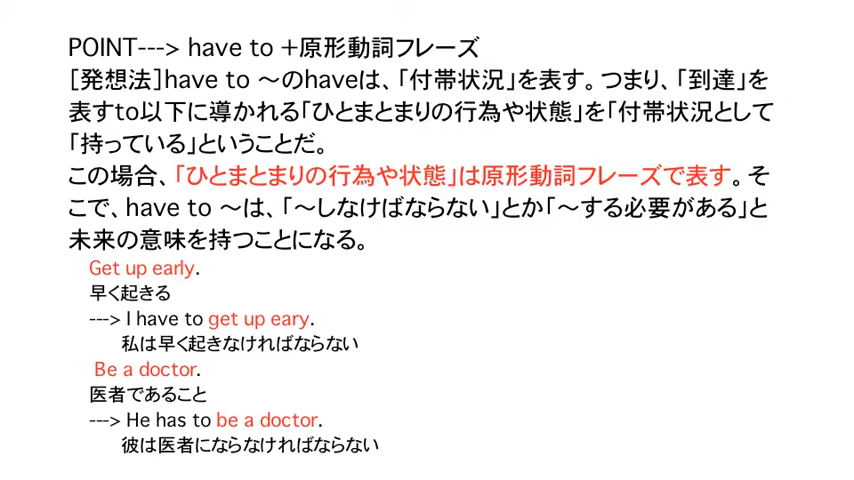 POINT---> have to ＋原形動詞フレーズ
[発想法]have to ～のhaveは、「付帯状況」を表す。つまり、「到達」を
表すto以下に導かれる「ひとまとまりの行為や状態」を「付帯状況として
「持っている」ということだ。
この場合、「ひとまとまりの行為や状態」は原形動詞フレーズで表す。そ
こで、have to ～は、「～しなけばならない」とか「～する必要がある」と
未来の意味を持つことになる。
Get up early.
早く起きる
---> I have to get up eary.
私は早く起きなければならない
Be a doctor.
医者であること
---> He has to be a doctor.
彼は医者にならなければならない